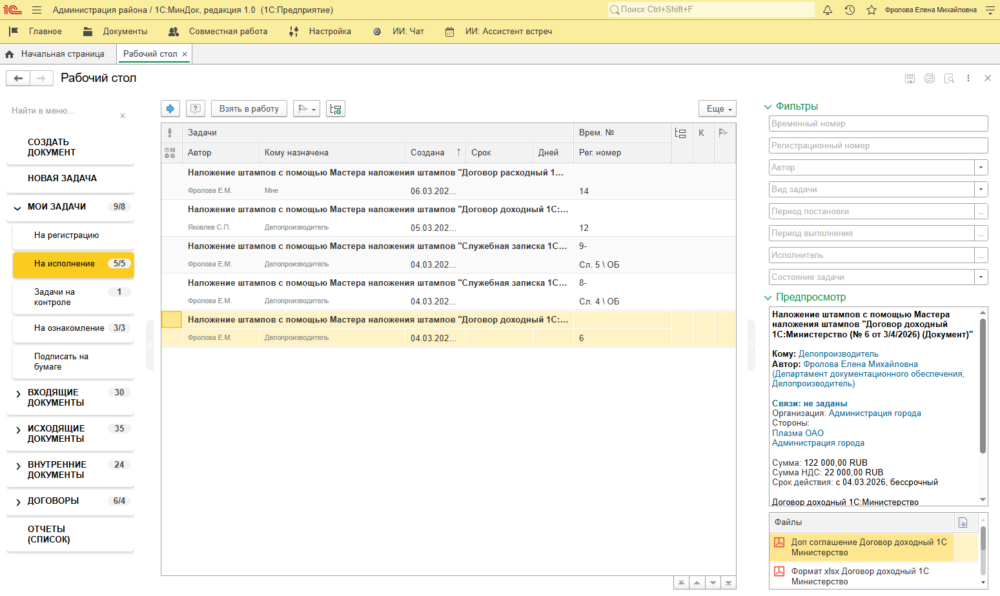 1С Администрация района / 1С:МинДок, редакция 1.0 (1С:Предприятие)
Поиск Ctrl+Shift+F
Фролова Елена Михайловна
Главное
Документы
Совместная работа
Настройка
ИИ: Чат
ИИ: Ассистент встреч
Начальная страница
Рабочий стол ×
Рабочий стол
Найти в меню...
×
СОЗДАТЬ
ДОКУМЕНТ
НОВАЯ ЗАДАЧА
МОИ ЗАДАЧИ 9/8
На регистрацию
На исполнение 5/5
Задачи на
контроле 1
На ознакомление 3/3
Подписать на
бумаге
ВХОДЯЩИЕ
ДОКУМЕНТЫ 30
ИСХОДЯЩИЕ
ДОКУМЕНТЫ 35
ВНУТРЕННИЕ
ДОКУМЕНТЫ 24
ДОГОВОРЫ 6/4
ОТЧЕТЫ
(СПИСОК)
? Взять в работу Еще
Задачи Врем. № К
Автор Кому назначена Создана ↑ Срок Дней Рег. номер
Наложение штампов с помощью Мастера наложения штампов "Договор расходный 1...
Фролова Е.М. Мне 06.03.202... 14
Наложение штампов с помощью Мастера наложения штампов "Договор доходный 1С:...
Яковлев С.П. Делопроизводитель 05.03.202... 12
Наложение штампов с помощью Мастера наложения штампов "Служебная записка 1С... 9-
Фролова Е.М. Делопроизводитель 04.03.202... Сл. 5 \ ОБ
Наложение штампов с помощью Мастера наложения штампов "Служебная записка 1С... 8-
Фролова Е.М. Делопроизводитель 04.03.202... Сл. 4 \ ОБ
Наложение штампов с помощью Мастера наложения штампов "Договор доходный 1С:...
Фролова Е.М. Делопроизводитель 04.03.202... 6
Фильтры
Временный номер
Регистрационный номер
Автор
Вид задачи
Период постановки ...
Период выполнения ...
Исполнитель ...
Состояние задачи
Предпросмотр
Наложение штампов с помощью Мастера
наложения штампов "Договор доходный
1С:Министерство (№ 6 от 3/4/2026) (Документ)"
Кому: Делопроизводитель
Автор: Фролова Елена Михайловна
(Департамент документационного обеспечения,
Делопроизводитель)
Связи: не заданы
Организация: Администрация города
Стороны:
Плазма ОАО
Администрация города
Сумма: 122 000,00 RUB
Сумма НДС: 22 000,00 RUB
Срок действия: с 04.03.2026, бессрочный
Договор доходный 1С:Министерство
Файлы
Доп соглашение Договор доходный 1С
Министерство
Формат xlsx Договор доходный 1С
Министерство